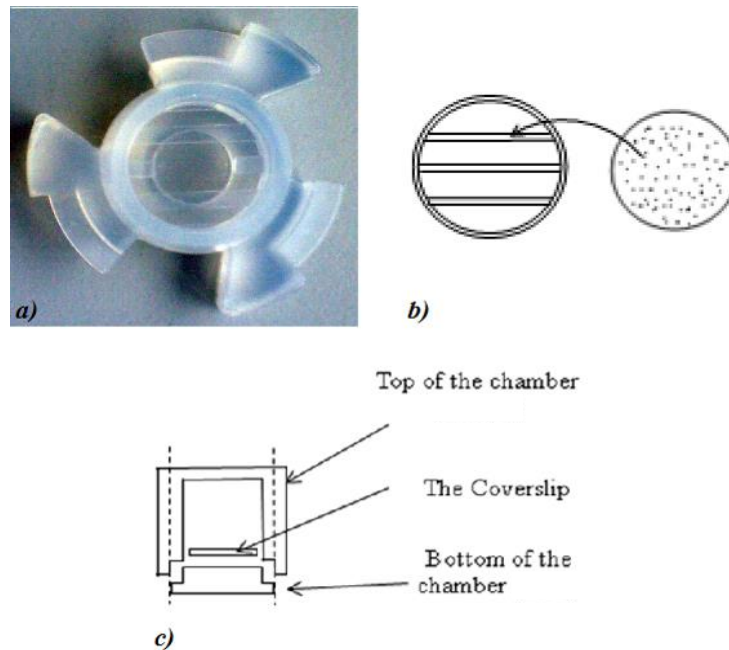 a)
b)
Top of the chamber
The Coverslip
Bottom of the
chamber
c)